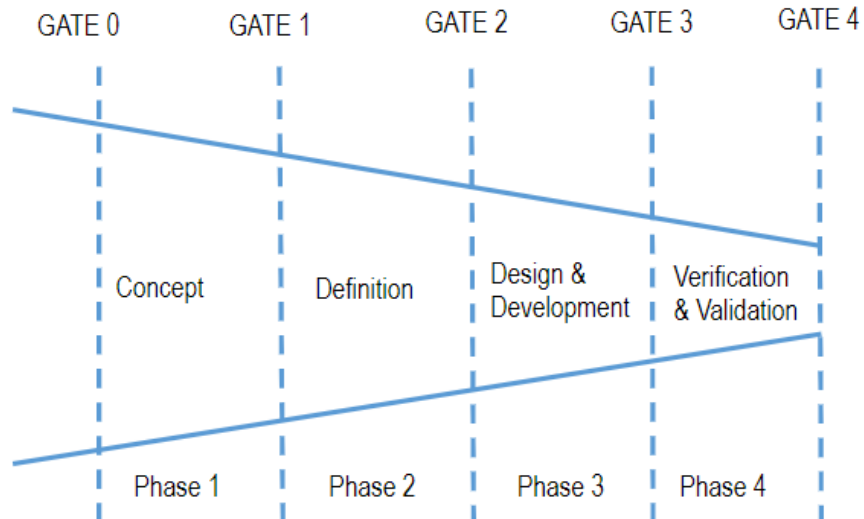 GATE 0
GATE 1
GATE 2
GATE 3
GATE 4
Concept
Definition
Design &
Development
Verification
& Validation
Phase 1
Phase 2
Phase 3
Phase 4